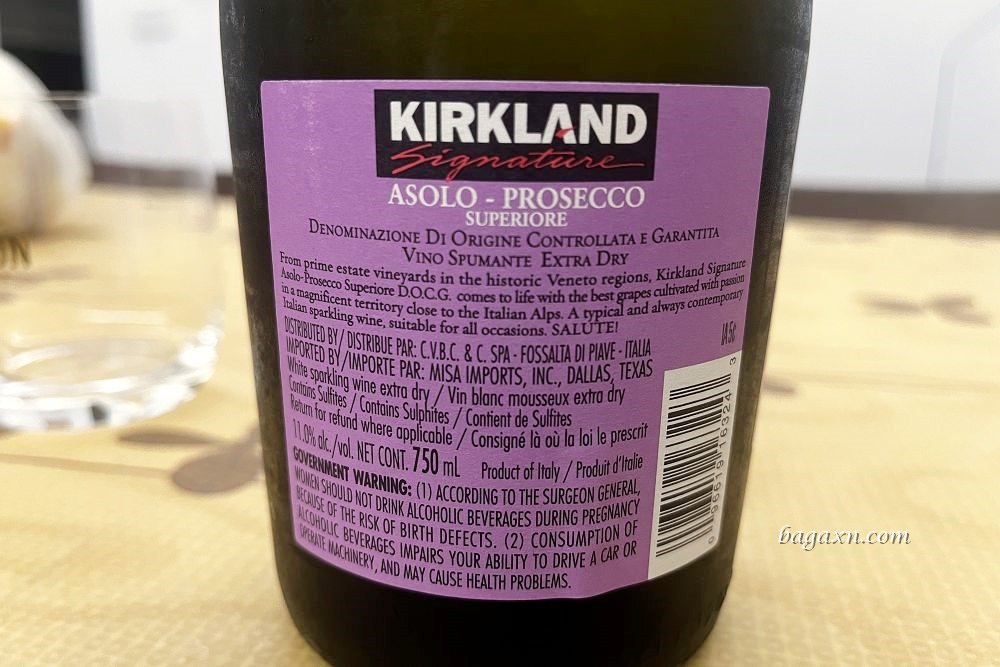 KIRKLAND
Signature
ASOLO - PROSECCO
SUPERIORE
DENOMINAZIONE DI ORIGINE CONTROLLATA E GARANTITA
VINO SPUMANTE EXTRA DRY
From prime estate vineyards in the historic Veneto regions, Kirkland Signature
Asolo-Prosecco Superiore D.O.C.G. comes to life with the best grapes cultivated with passion
in a magnificent territory close to the Italian Alps. A typical and always contemporary
Italian sparkling wine, suitable for all occasions. SALUTE!
IA 5¢
DISTRIBUTED BY / DISTRIBUE PAR: C.V.B.C. & C. SPA - FOSSALTA DI PIAVE - ITALIA
IMPORTED BY / IMPORTE PAR: MISA IMPORTS, INC., DALLAS, TEXAS
White sparkling wine extra dry / Vin blanc mousseux extra dry
Contains Sulfites / Contains Sulphites / Contient de Sulfites
Return for refund where applicable / Consigné là où la loi le prescrit
11.0% alc./vol. NET CONT. 750 mL Product of Italy / Produit d'Italie
GOVERNMENT WARNING: (1) ACCORDING TO THE SURGEON GENERAL,
WOMEN SHOULD NOT DRINK ALCOHOLIC BEVERAGES DURING PREGNANCY
BECAUSE OF THE RISK OF BIRTH DEFECTS. (2) CONSUMPTION OF
ALCOHOLIC BEVERAGES IMPAIRS YOUR ABILITY TO DRIVE A CAR OR
OPERATE MACHINERY, AND MAY CAUSE HEALTH PROBLEMS.
0 96619 16324 3
bagaxn.com